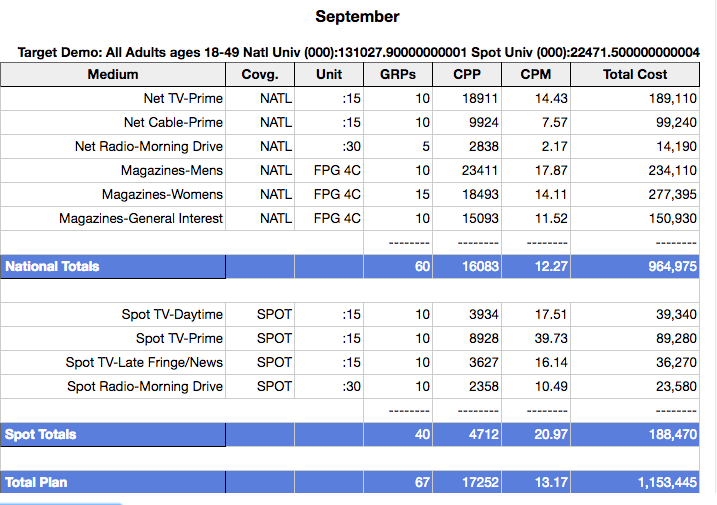 September
Target Demo: All Adults ages 18-49 Natl Univ (000):131027.90000000001 Spot Univ (000):22471.500000000004
Medium Covg. Unit GRPs CPP CPM Total Cost
Net TV-Prime NATL :15 10 18911 14.43 189,110
Net Cable-Prime NATL :15 10 9924 7.57 99,240
Net Radio-Morning Drive NATL :30 5 2838 2.17 14,190
Magazines-Mens NATL FPG 4C 10 23411 17.87 234,110
Magazines-Womens NATL FPG 4C 15 18493 14.11 277,395
Magazines-General Interest NATL FPG 4C 10 15093 11.52 150,930
-------- -------- -------- --------
National Totals 60 16083 12.27 964,975
Spot TV-Daytime SPOT :15 10 3934 17.51 39,340
Spot TV-Prime SPOT :15 10 8928 39.73 89,280
Spot TV-Late Fringe/News SPOT :15 10 3627 16.14 36,270
Spot Radio-Morning Drive SPOT :30 10 2358 10.49 23,580
-------- -------- -------- --------
Spot Totals 40 4712 20.97 188,470
Total Plan 67 17252 13.17 1,153,445